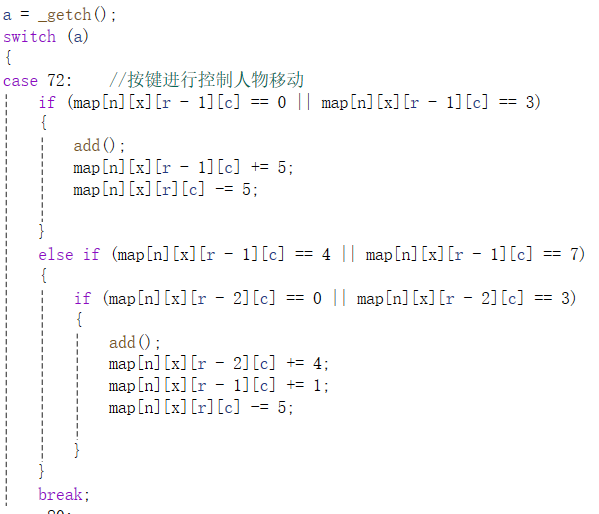 a = _getch();
switch (a)
{
case 72:    //按键进行控制人物移动
    if (map[n][x][r - 1][c] == 0 || map[n][x][r - 1][c] == 3)
    {
        add();
        map[n][x][r - 1][c] += 5;
        map[n][x][r][c] -= 5;
    }
    else if (map[n][x][r - 1][c] == 4 || map[n][x][r - 1][c] == 7)
    {
        if (map[n][x][r - 2][c] == 0 || map[n][x][r - 2][c] == 3)
        {
            add();
            map[n][x][r - 2][c] += 4;
            map[n][x][r - 1][c] += 1;
            map[n][x][r][c] -= 5;
        }
    }
    break;